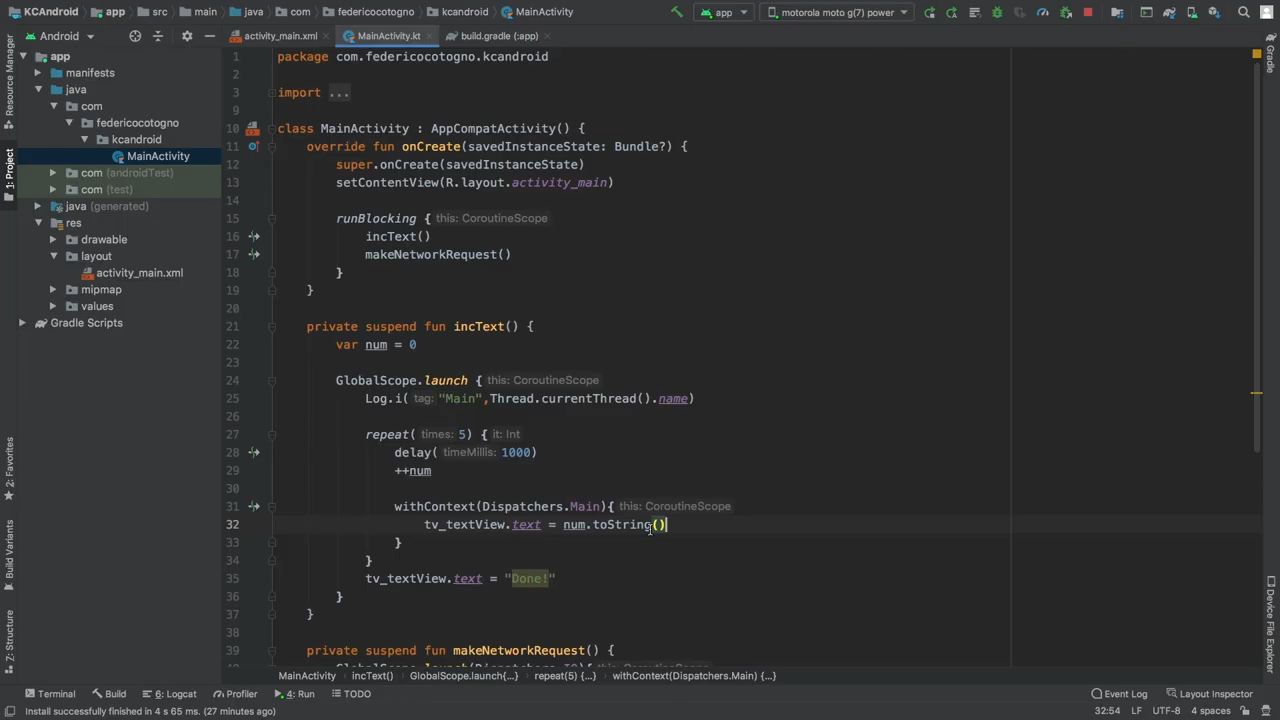 KCAndroid app src main java com federicocotogno kcandroid MainActivity app motorola moto g(7) power
Android activity_main.xml MainActivity.kt build.gradle (:app)
Resource Manager
1: Project
2: Favorites
Build Variants
Z: Structure
app
manifests
java
com
federicocotogno
kcandroid
MainActivity
com (androidTest)
com (test)
java (generated)
res
drawable
layout
activity_main.xml
mipmap
values
Gradle Scripts
1 package com.federicocotogno.kcandroid
2
3 import ...
9
10 class MainActivity : AppCompatActivity() {
11 override fun onCreate(savedInstanceState: Bundle?) {
12 super.onCreate(savedInstanceState)
13 setContentView(R.layout.activity_main)
14
15 runBlocking { this: CoroutineScope
16 incText()
17 makeNetworkRequest()
18 }
19 }
20
21 private suspend fun incText() {
22 var num = 0
23
24 GlobalScope.launch { this: CoroutineScope
25 Log.i( tag: "Main",Thread.currentThread().name)
26
27 repeat( times: 5) { it: Int
28 delay( timeMillis: 1000)
29 ++num
30
31 withContext(Dispatchers.Main){ this: CoroutineScope
32 tv_textView.text = num.toString()
33 }
34 }
35 tv_textView.text = "Done!"
36 }
37 }
38
39 private suspend fun makeNetworkRequest() {
40 GlobalScope.launch(Dispatchers.IO){ this: CoroutineScope
Gradle
Device File Explorer
MainActivity incText() GlobalScope.launch{...} repeat(5) {...} withContext(Dispatchers.Main) {...}
Terminal Build 6: Logcat Profiler 4: Run TODO Event Log Layout Inspector
Install successfully finished in 4 s 65 ms. (27 minutes ago) 32:54 LF UTF-8 4 spaces